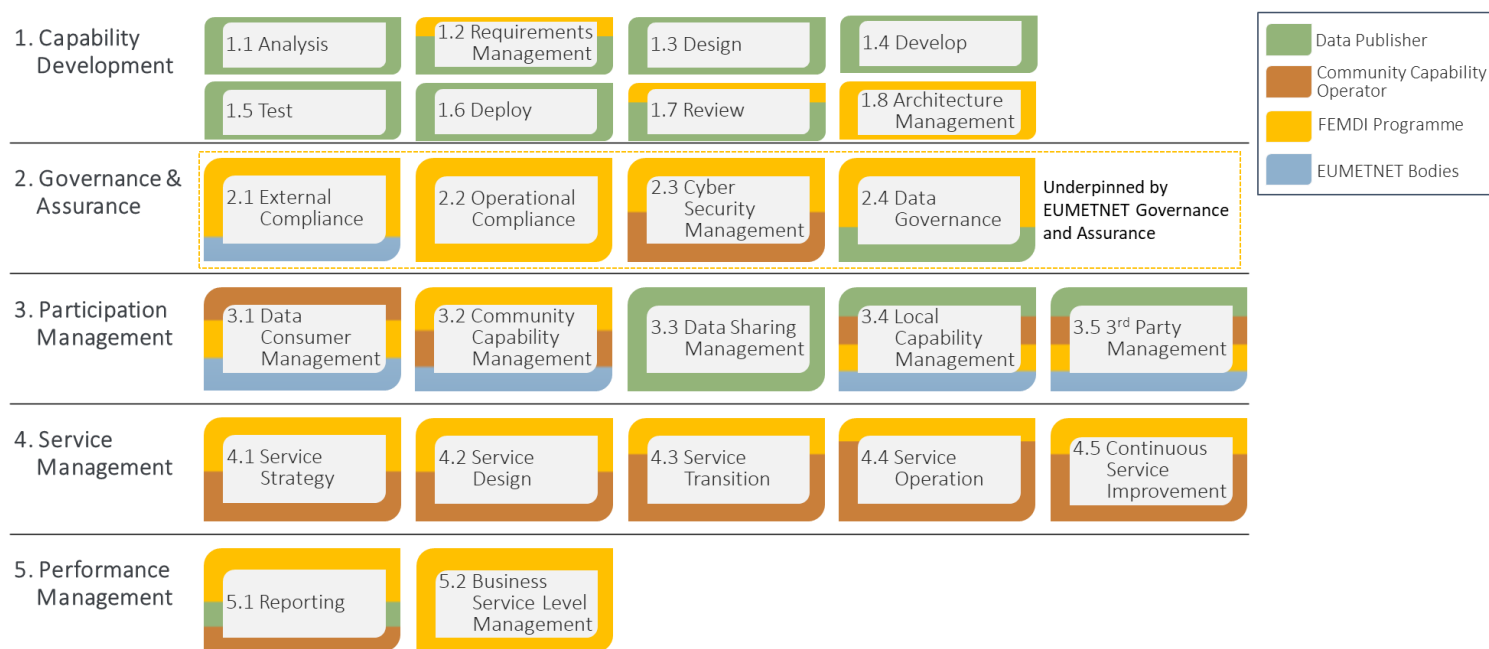 1. Capability
Development
1.1 Analysis
1.2 Requirements
Management
1.3 Design
1.4 Develop
1.5 Test
1.6 Deploy
1.7 Review
1.8 Architecture
Management
2. Governance &
Assurance
2.1 External
Compliance
2.2 Operational
Compliance
2.3 Cyber
Security
Management
2.4 Data
Governance
Underpinned by
EUMETNET Governance
and Assurance
3. Participation
Management
3.1 Data
Consumer
Management
3.2 Community
Capability
Management
3.3 Data Sharing
Management
3.4 Local
Capability
Management
3.5 3rd Party
Management
4. Service
Management
4.1 Service
Strategy
4.2 Service
Design
4.3 Service
Transition
4.4 Service
Operation
4.5 Continuous
Service
Improvement
5. Performance
Management
5.1 Reporting
5.2 Business
Service Level
Management
Data Publisher
Community Capability
Operator
FEMDI Programme
EUMETNET Bodies